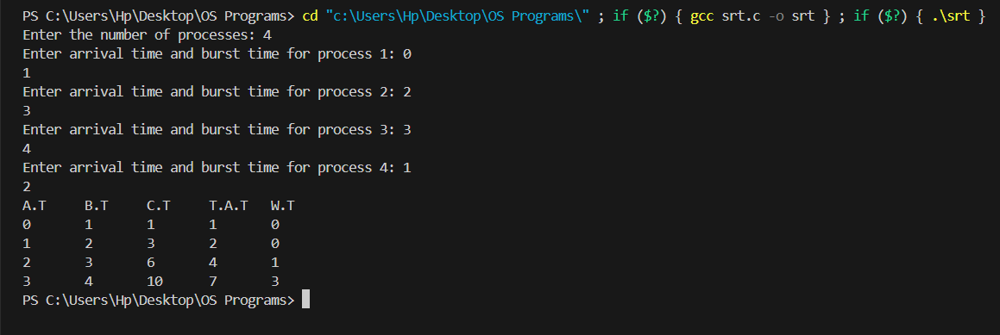 PS C:\Users\Hp\Desktop\OS Programs> cd "c:\Users\Hp\Desktop\OS Programs\" ; if ($?) { gcc srt.c -o srt } ; if ($?) { .\srt }
Enter the number of processes: 4
Enter arrival time and burst time for process 1: 0
1
Enter arrival time and burst time for process 2: 2
3
Enter arrival time and burst time for process 3: 3
4
Enter arrival time and burst time for process 4: 1
2
A.T	B.T	C.T	T.A.T	W.T
0	1	1	1	0
1	2	3	2	0
2	3	6	4	1
3	4	10	7	3
PS C:\Users\Hp\Desktop\OS Programs>